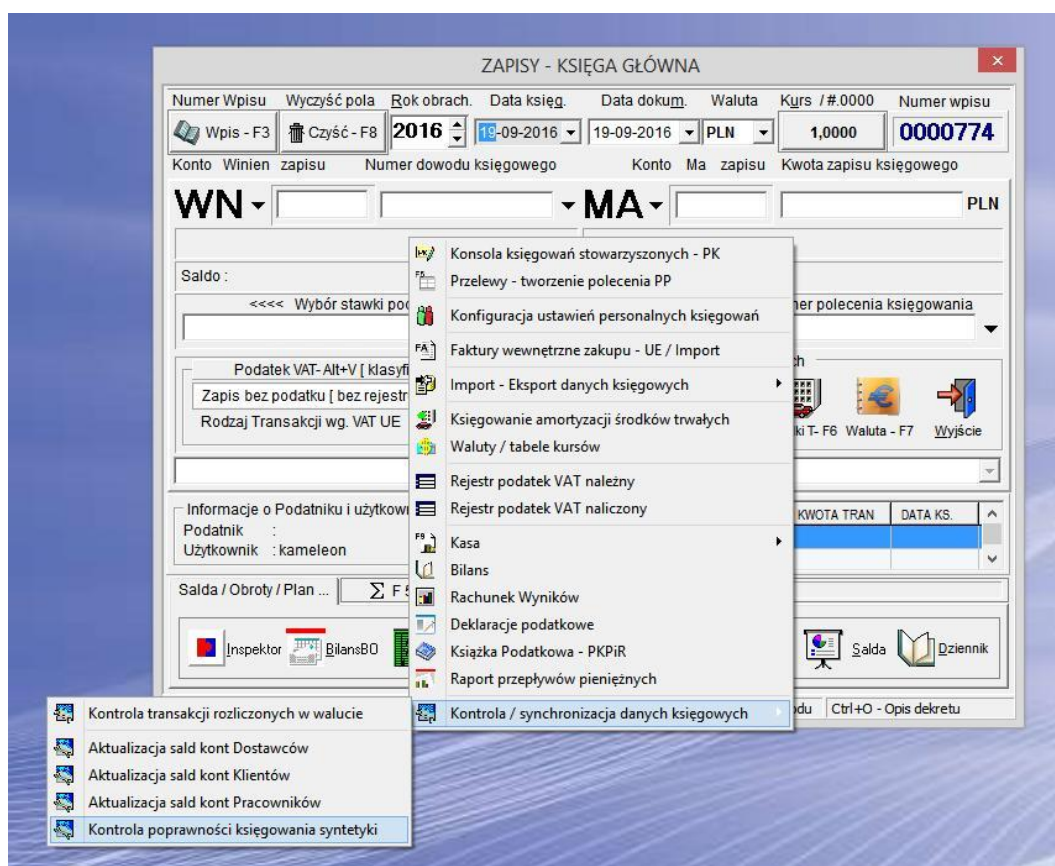 ZAPISY - KSIĘGA GŁÓWNA
Numer Wpisu Wyczyść pola Rok obrach. Data księg. Data dokum. Waluta Kurs / #.0000 Numer wpisu
Wpis - F3 Czyść - F8 2016 19-09-2016 19-09-2016 PLN 1,0000 0000774
Konto Winien zapisu Numer dowodu księgowego Konto Ma zapisu Kwota zapisu księgowego
WN MA PLN
Saldo :
<<<< Wybór stawki polecenia księgowania
Podatek VAT- Alt+V [
Zapis bez podatku [ bez
Rodzaj Transakcji wg. VAT UE
T- F6 Waluta - F7 Wyjście
Informacje o Podatniku i
Podatnik :
Użytkownik : kameleon
KWOTA TRAN DATA KS.
Salda / Obroty / Plan ... Σ F
Inspektor BilansBO Salda Dziennik
Ctrl+O - Opis dekretu
Konsola księgowań stowarzyszonych - PK
Przelewy - tworzenie polecenia PP
Konfiguracja ustawień personalnych księgowań
Faktury wewnętrzne zakupu - UE / Import
Import - Eksport danych księgowych
Księgowanie amortyzacji środków trwałych
Waluty / tabele kursów
Rejestr podatek VAT należny
Rejestr podatek VAT naliczony
Kasa
Bilans
Rachunek Wyników
Deklaracje podatkowe
Książka Podatkowa - PKPiR
Raport przepływów pieniężnych
Kontrola / synchronizacja danych księgowych
Kontrola transakcji rozliczonych w walucie
Aktualizacja sald kont Dostawców
Aktualizacja sald kont Klientów
Aktualizacja sald kont Pracowników
Kontrola poprawności księgowania syntetyki